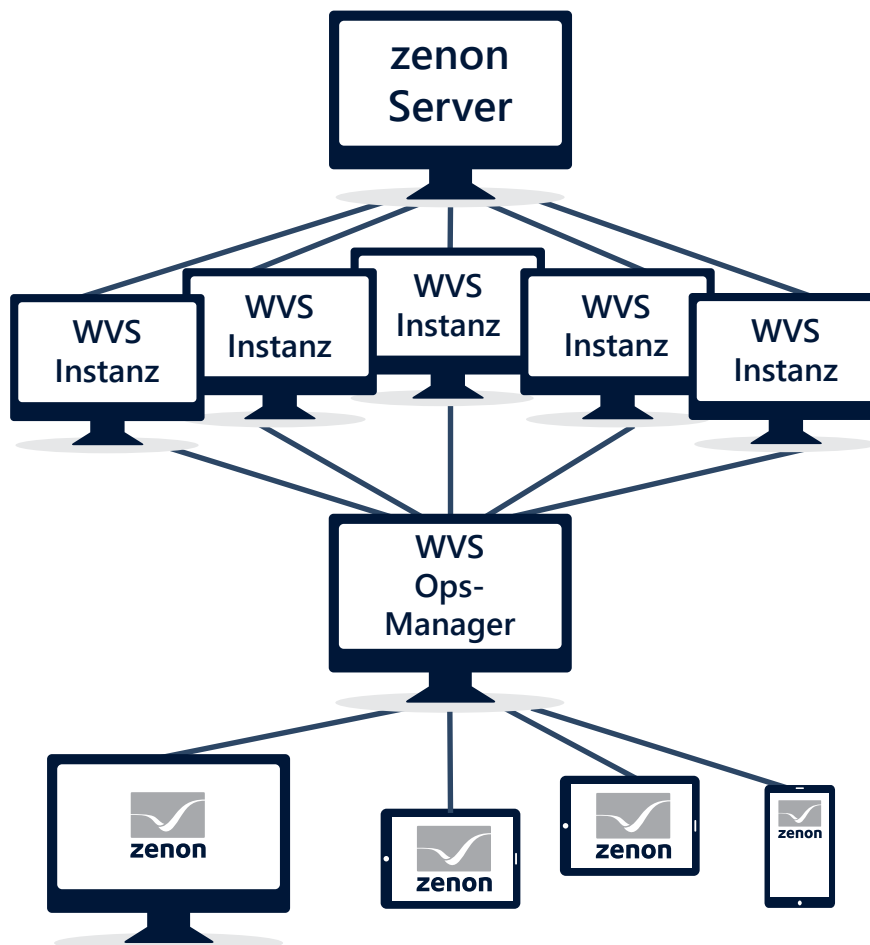 zenon
Server
WVS
Instanz
WVS
Instanz
WVS
Instanz
WVS
Instanz
WVS
Instanz
WVS
Ops-
Manager
zenon
zenon
zenon
zenon